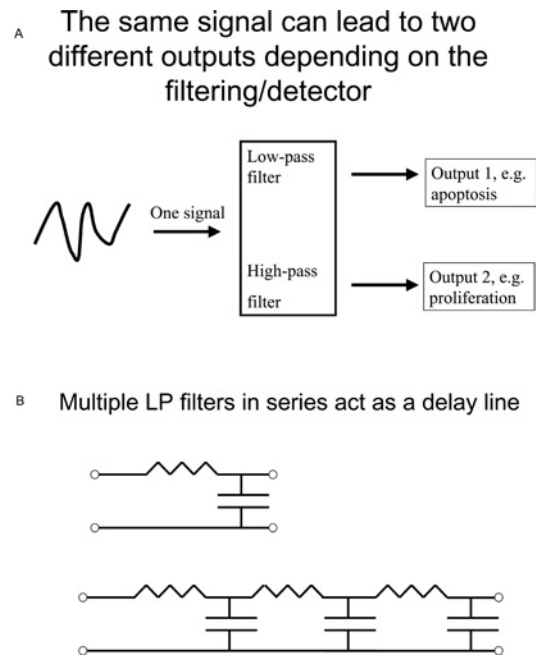 A
The same signal can lead to two
different outputs depending on the
filtering/detector
One signal
Low-pass
filter
Output 1, e.g.
apoptosis
High-pass
filter
Output 2, e.g.
proliferation
B
Multiple LP filters in series act as a delay line